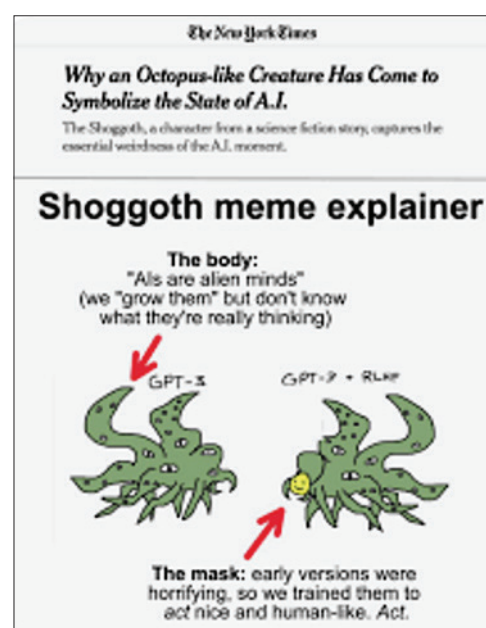 The New York Times
Why an Octopus-like Creature Has Come to
Symbolize the State of A.I.
The Shoggoth, a character from a science fiction story, captures the
essential weirdness of the A.I. moment.
Shoggoth meme explainer
The body:
"AIs are alien minds"
(we "grow them" but don't know
what they're really thinking)
GPT-3
GPT-3 + RLHF
The mask: early versions were
horrifying, so we trained them to
act nice and human-like. Act.